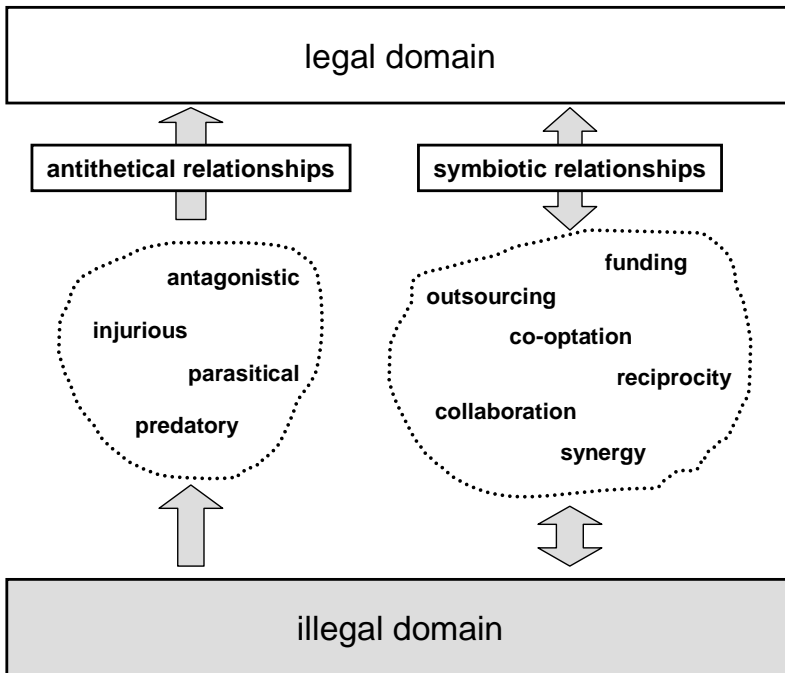 legal domain
antithetical relationships
symbiotic relationships
antagonistic
injurious
parasitical
predatory
funding
outsourcing
co-optation
reciprocity
collaboration
synergy
illegal domain